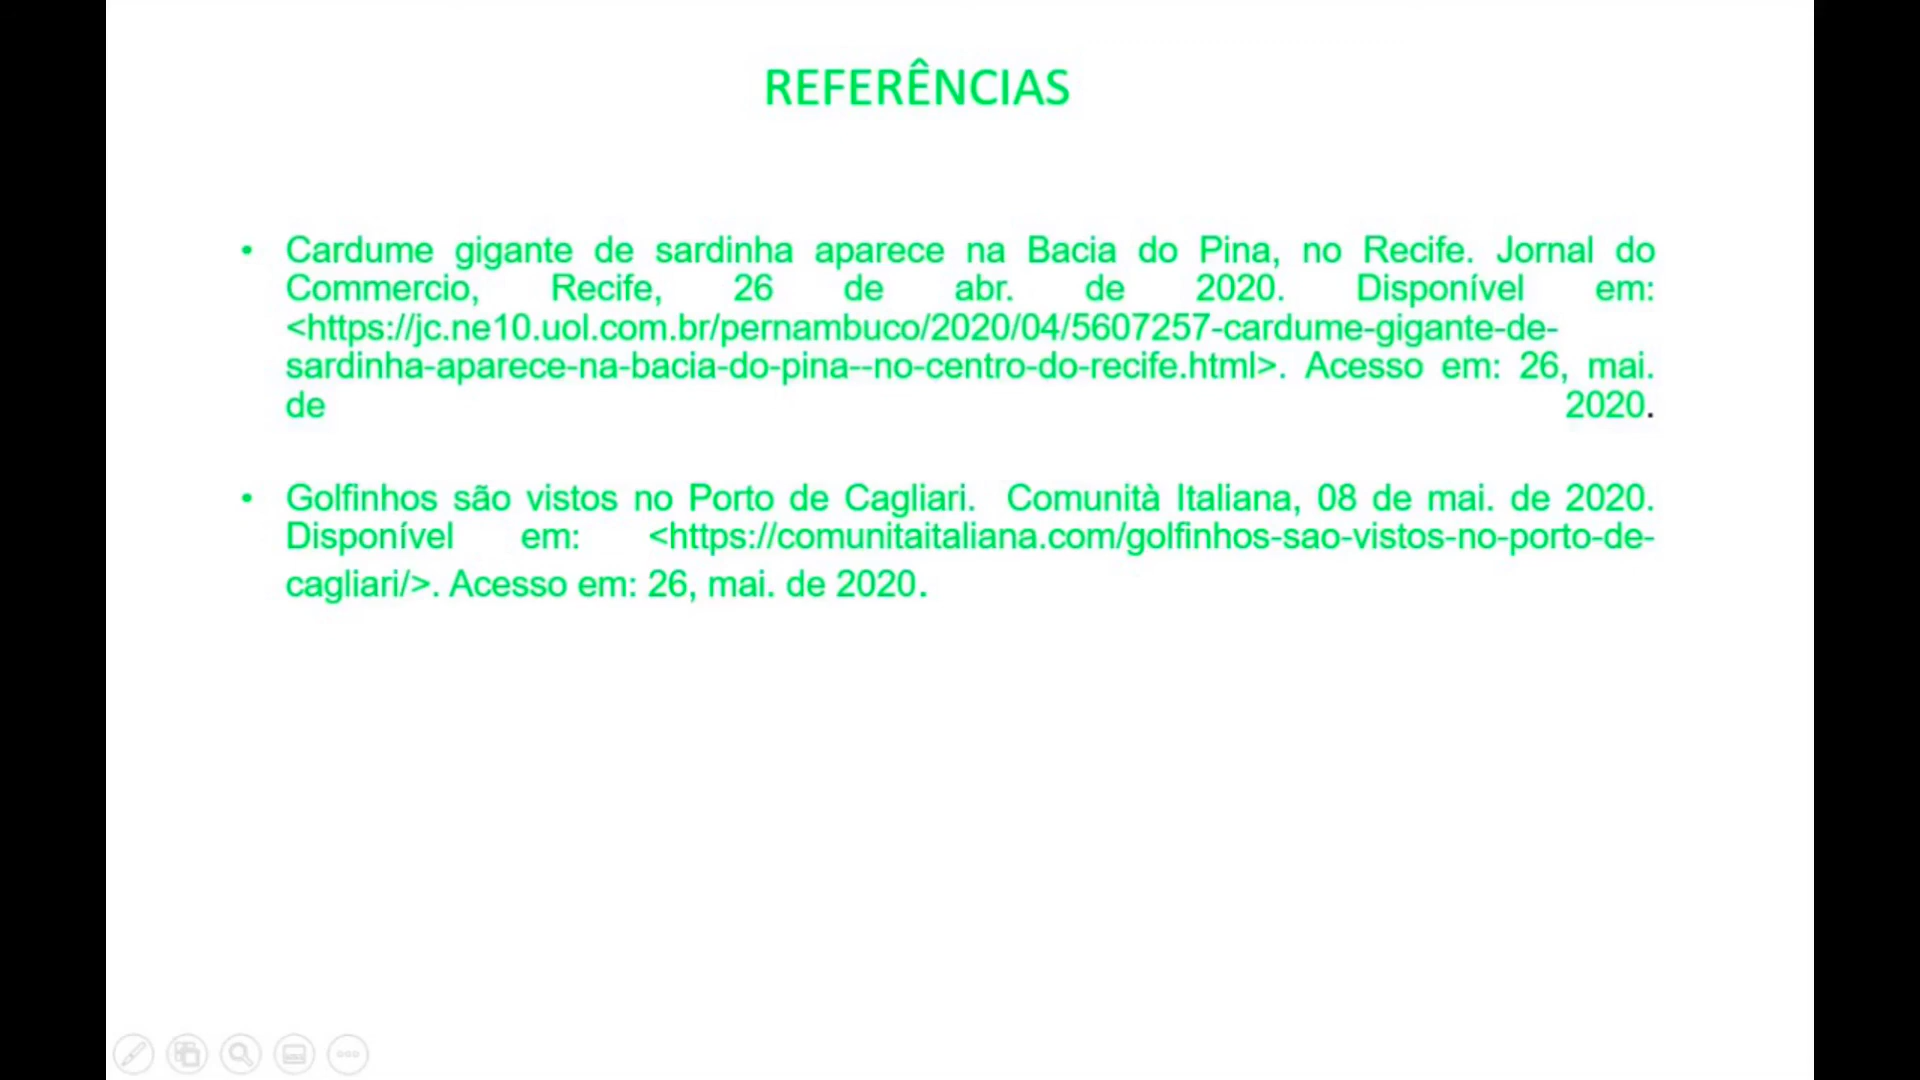 REFERÊNCIAS
• Cardume gigante de sardinha aparece na Bacia do Pina, no Recife. Jornal do
Commercio, Recife, 26 de abr. de 2020. Disponível em:
<https://jc.ne10.uol.com.br/pernambuco/2020/04/5607257-cardume-gigante-de-
sardinha-aparece-na-bacia-do-pina--no-centro-do-recife.html>. Acesso em: 26, mai.
de 2020.
• Golfinhos são vistos no Porto de Cagliari. Comunità Italiana, 08 de mai. de 2020.
Disponível em: <https://comunitaitaliana.com/golfinhos-sao-vistos-no-porto-de-
cagliari/>. Acesso em: 26, mai. de 2020.